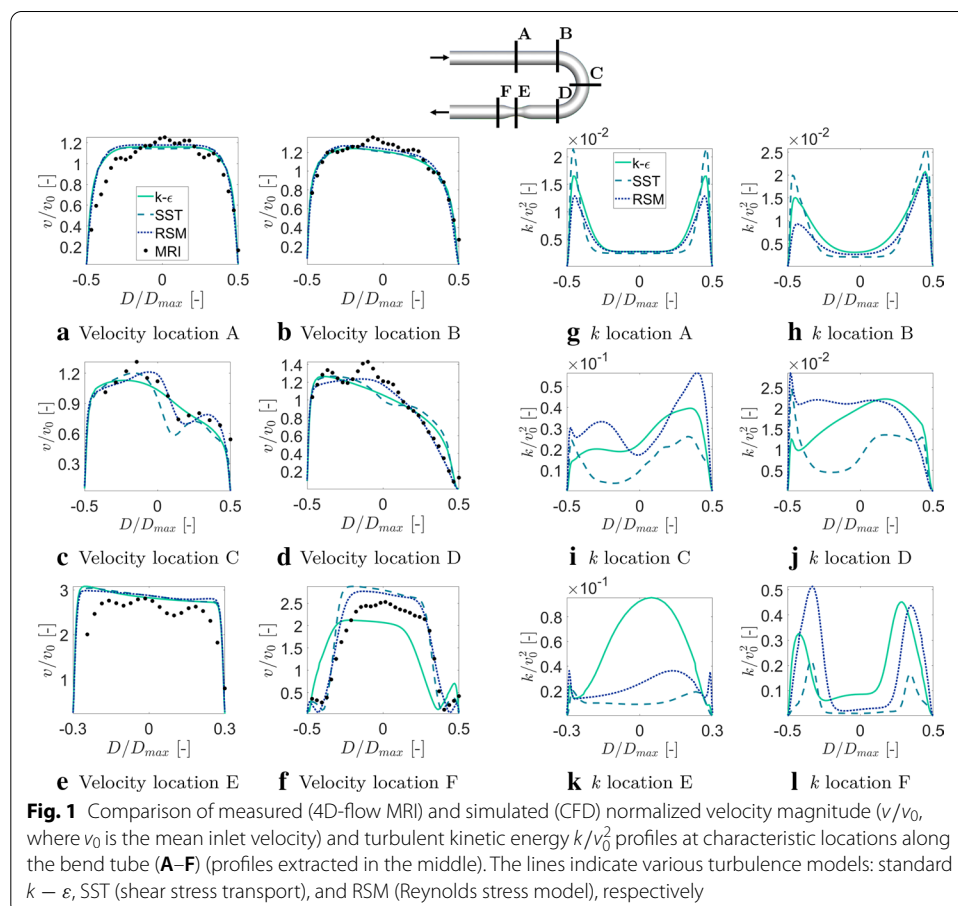 A B C D E F
1.2 1 0.8 0.6 0.4 0.2
v/v0 [-]
k-ϵ
SST
RSM
MRI
-0.5 0 0.5
D/Dmax [-]
a Velocity location A
1.2 1 0.8 0.6 0.4 0.2
v/v0 [-]
-0.5 0 0.5
D/Dmax [-]
b Velocity location B
×10⁻²
2 1.5 1 0.5
k/v0² [-]
k-ϵ
SST
RSM
-0.5 0 0.5
D/Dmax [-]
g k location A
×10⁻²
2.5 2 1.5 1 0.5
k/v0² [-]
-0.5 0 0.5
D/Dmax [-]
h k location B
1.2 0.9 0.6 0.3
v/v0 [-]
-0.5 0 0.5
D/Dmax [-]
c Velocity location C
1.4 1.2 1 0.8 0.6 0.4 0.2
v/v0 [-]
-0.5 0 0.5
D/Dmax [-]
d Velocity location D
×10⁻¹
0.5 0.4 0.3 0.2 0.1
k/v0² [-]
-0.5 0 0.5
D/Dmax [-]
i k location C
×10⁻²
2.5 2 1.5 1 0.5 0
k/v0² [-]
-0.5 0 0.5
D/Dmax [-]
j k location D
3 2 1
v/v0 [-]
-0.3 0 0.3
D/Dmax [-]
e Velocity location E
2.5 2 1.5 1 0.5
v/v0 [-]
-0.5 0 0.5
D/Dmax [-]
f Velocity location F
×10⁻¹
0.8 0.6 0.4 0.2
k/v0² [-]
-0.3 0 0.3
D/Dmax [-]
k k location E
0.5 0.4 0.3 0.2 0.1
k/v0² [-]
-0.5 0 0.5
D/Dmax [-]
l k location F
Fig. 1 Comparison of measured (4D-flow MRI) and simulated (CFD) normalized velocity magnitude (v/v0,
where v0 is the mean inlet velocity) and turbulent kinetic energy k/v0² profiles at characteristic locations along
the bend tube (A–F) (profiles extracted in the middle). The lines indicate various turbulence models: standard
k − ε, SST (shear stress transport), and RSM (Reynolds stress model), respectively